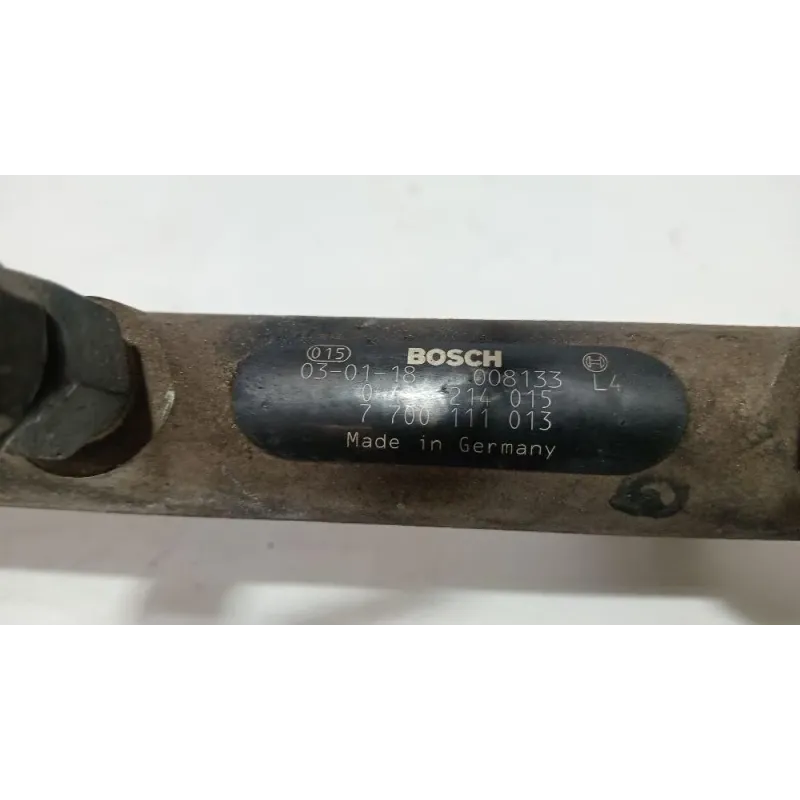 015 BOSCH
03-01-18 008133 L4
214 015
7 700 111 013
Made in Germany